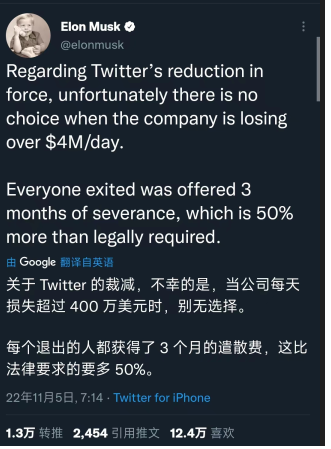 Elon Musk
@elonmusk
Regarding Twitter's reduction in
force, unfortunately there is no
choice when the company is losing
over $4M/day.
Everyone exited was offered 3
months of severance, which is 50%
more than legally required.
由 Google 翻译自英语
关于 Twitter 的裁减，不幸的是，当公司每天
损失超过 400 万美元时，别无选择。
每个退出的人都获得了 3 个月的遣散费，这比
法律要求的要多 50%。
22年11月5日, 7:14 · Twitter for iPhone
1.3万 转推 2,454 引用推文 12.4万 喜欢